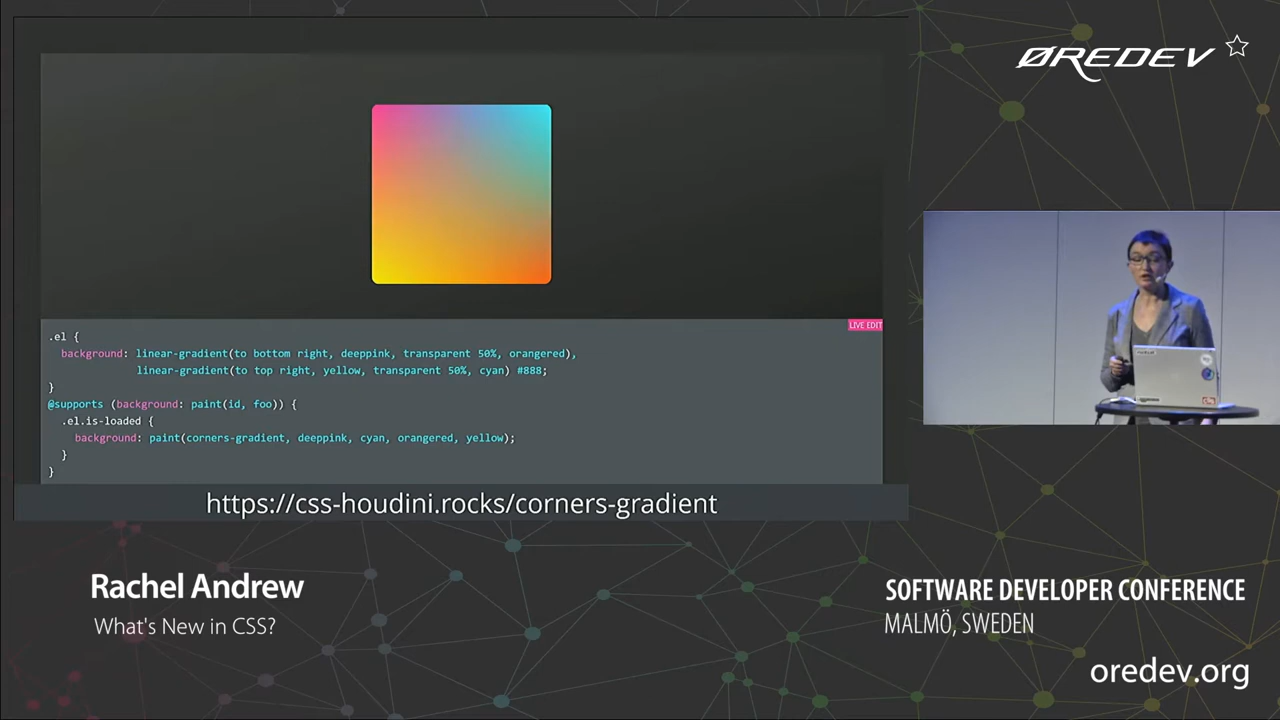 ØREDEV
.el {
background: linear-gradient(to bottom right, deeppink, transparent 50%, orangered),
linear-gradient(to top right, yellow, transparent 50%, cyan) #888;
}
@supports (background: paint(id, foo)) {
.el.is-loaded {
background: paint(corners-gradient, deeppink, cyan, orangered, yellow);
}
}
LIVE EDIT
https://css-houdini.rocks/corners-gradient
Rachel Andrew
What's New in CSS?
SOFTWARE DEVELOPER CONFERENCE
MALMÖ, SWEDEN
oredev.org